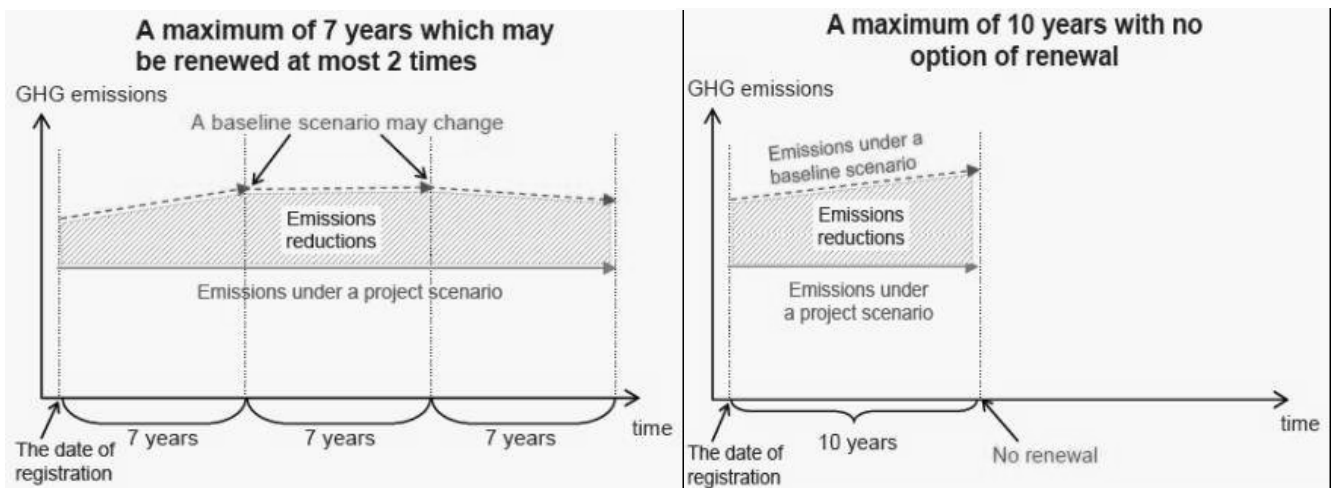 A maximum of 7 years which may
be renewed at most 2 times
GHG emissions
A baseline scenario may change
Emissions
reductions
Emissions under a project scenario
time
7 years
7 years
7 years
The date of
registration
A maximum of 10 years with no
option of renewal
GHG emissions
Emissions under a
baseline scenario
Emissions
reductions
Emissions under
a project scenario
time
10 years
No renewal
The date of
registration